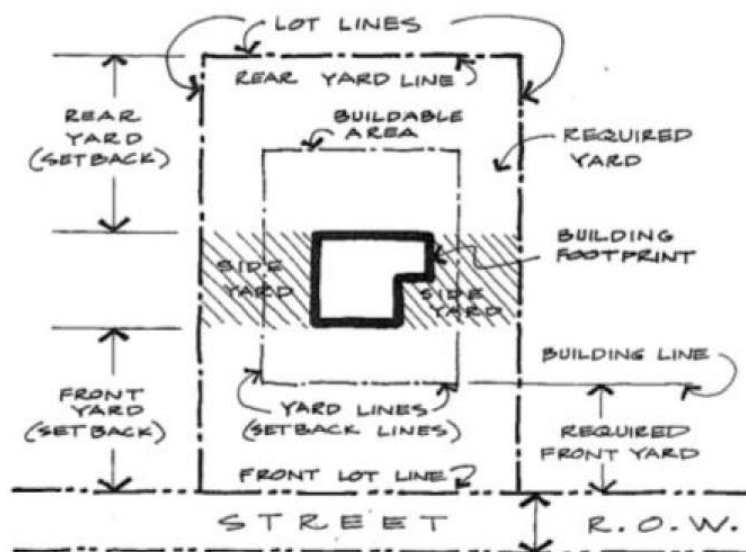 LOT LINES
REAR YARD LINE
REAR
YARD
(SETBACK)
BUILDABLE
AREA
REQUIRED
YARD
SIDE
YARD
BUILDING
FOOTPRINT
SIDE
YARD
BUILDING LINE
FRONT
YARD
(SETBACK)
YARD LINES
(SETBACK LINES)
REQUIRED
FRONT YARD
FRONT LOT LINE
STREET
R.O.W.